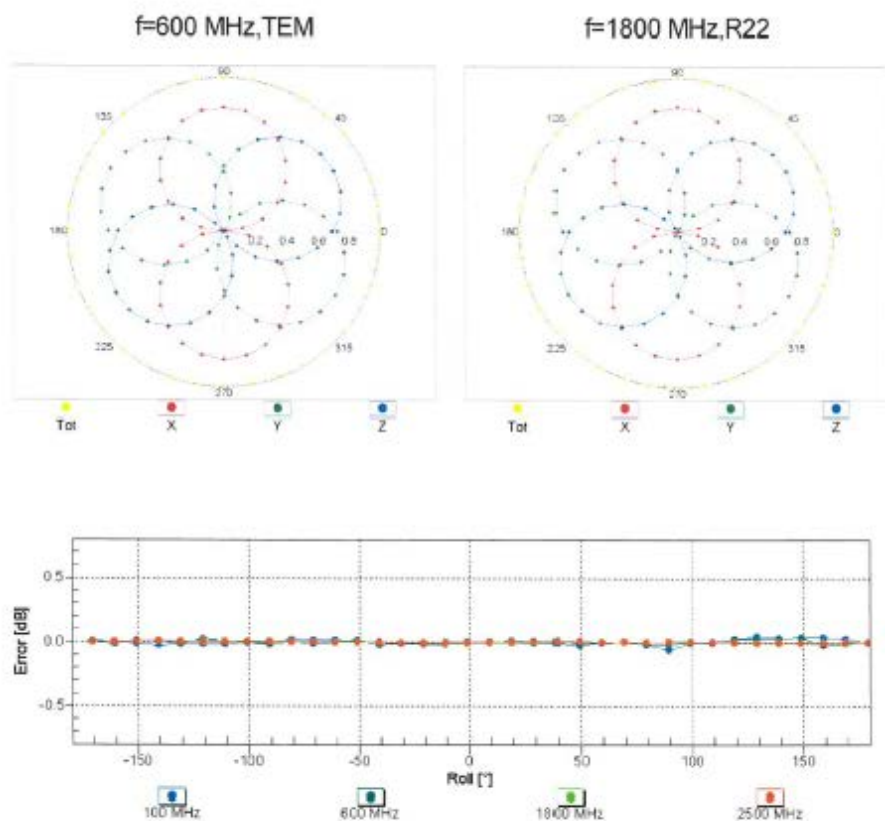 f=600 MHz,TEM
f=1800 MHz,R22
90
135
45
180
0.2 0.4 0.6 0.8
0
225
315
270
Tot X Y Z
90
135
45
180
0.2 0.4 0.6 0.8
0
225
315
270
Tot X Y Z
Error [dB]
0.5
0.0
-0.5
-150 -100 -50 0 50 100 150
Roll [°]
100 MHz 600 MHz 1800 MHz 2500 MHz